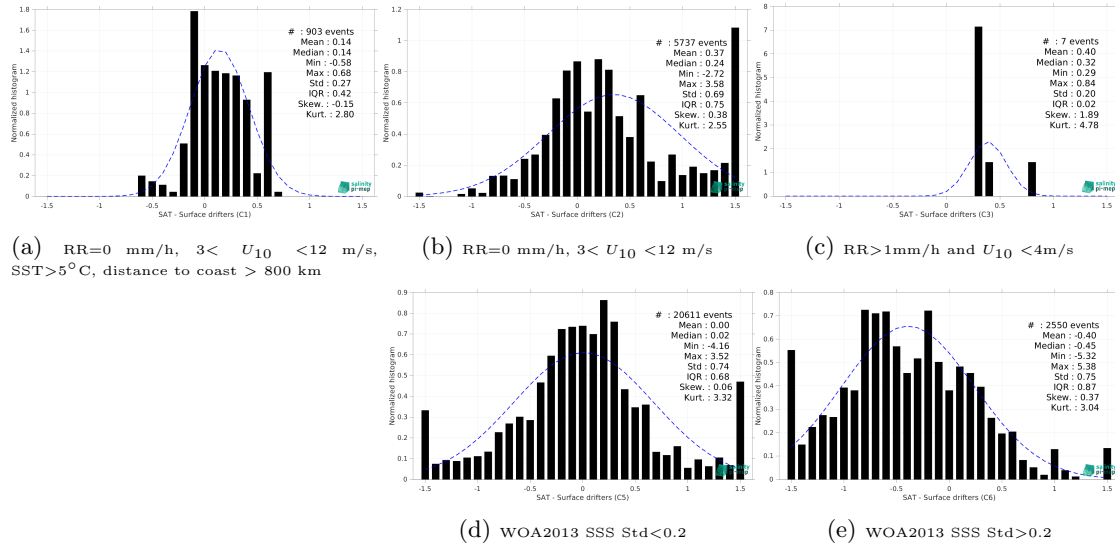 1.8
1.6
1.4
1.2
1
0.8
0.6
0.4
0.2
0
Normalized histogram
-1.5 -1 -0.5 0 0.5 1 1.5
SAT - Surface drifters (C1)
# : 903 events
Mean : 0.14
Median : 0.14
Min : -0.58
Max : 0.68
Std : 0.27
IQR : 0.42
Skew. : -0.15
Kurt. : 2.80
salinity
pi-mep
(a) RR=0 mm/h, 3< U10 <12 m/s,
SST>5°C, distance to coast > 800 km
1.2
1
0.8
0.6
0.4
0.2
0
Normalized histogram
-1.5 -1 -0.5 0 0.5 1 1.5
SAT - Surface drifters (C2)
# : 5737 events
Mean : 0.37
Median : 0.24
Min : -2.72
Max : 3.58
Std : 0.69
IQR : 0.75
Skew. : 0.38
Kurt. : 2.55
salinity
pi-mep
(b) RR=0 mm/h, 3< U10 <12 m/s
8
7
6
5
4
3
2
1
0
Normalized histogram
-1.5 -1 -0.5 0 0.5 1 1.5
SAT - Surface drifters (C3)
# : 7 events
Mean : 0.40
Median : 0.32
Min : 0.29
Max : 0.84
Std : 0.20
IQR : 0.02
Skew. : 1.89
Kurt. : 4.78
salinity
pi-mep
(c) RR>1mm/h and U10 <4m/s
0.9
0.8
0.7
0.6
0.5
0.4
0.3
0.2
0.1
0
Normalized histogram
-1.5 -1 -0.5 0 0.5 1 1.5
SAT - Surface drifters (C5)
# : 20611 events
Mean : 0.00
Median : 0.02
Min : -4.16
Max : 3.52
Std : 0.74
IQR : 0.68
Skew. : 0.06
Kurt. : 3.32
salinity
pi-mep
(d) WOA2013 SSS Std<0.2
0.8
0.7
0.6
0.5
0.4
0.3
0.2
0.1
0
Normalized histogram
-1.5 -1 -0.5 0 0.5 1 1.5
SAT - Surface drifters (C6)
# : 2550 events
Mean : -0.40
Median : -0.45
Min : -5.32
Max : 5.38
Std : 0.75
IQR : 0.87
Skew. : 0.37
Kurt. : 3.04
salinity
pi-mep
(e) WOA2013 SSS Std>0.2